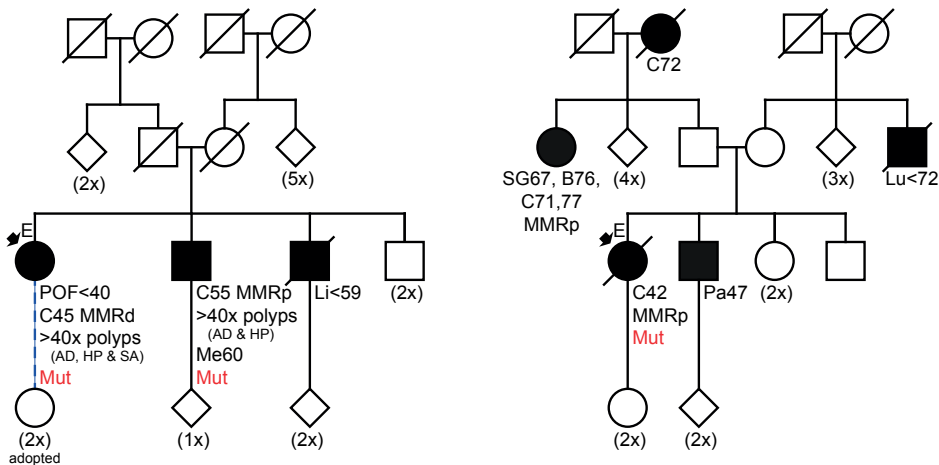 C72
(2x)
(5x)
SG67, B76,
C71,77
MMRp
(4x)
(3x)
Lu<72
E
POF<40
C45 MMRd
>40x polyps
(AD, HP & SA)
Mut
C55 MMRp
>40x polyps
(AD & HP)
Me60
Mut
Li<59
(2x)
E
C42
MMRp
Mut
Pa47
(2x)
(2x)
adopted
(1x)
(2x)
(2x)
(2x)